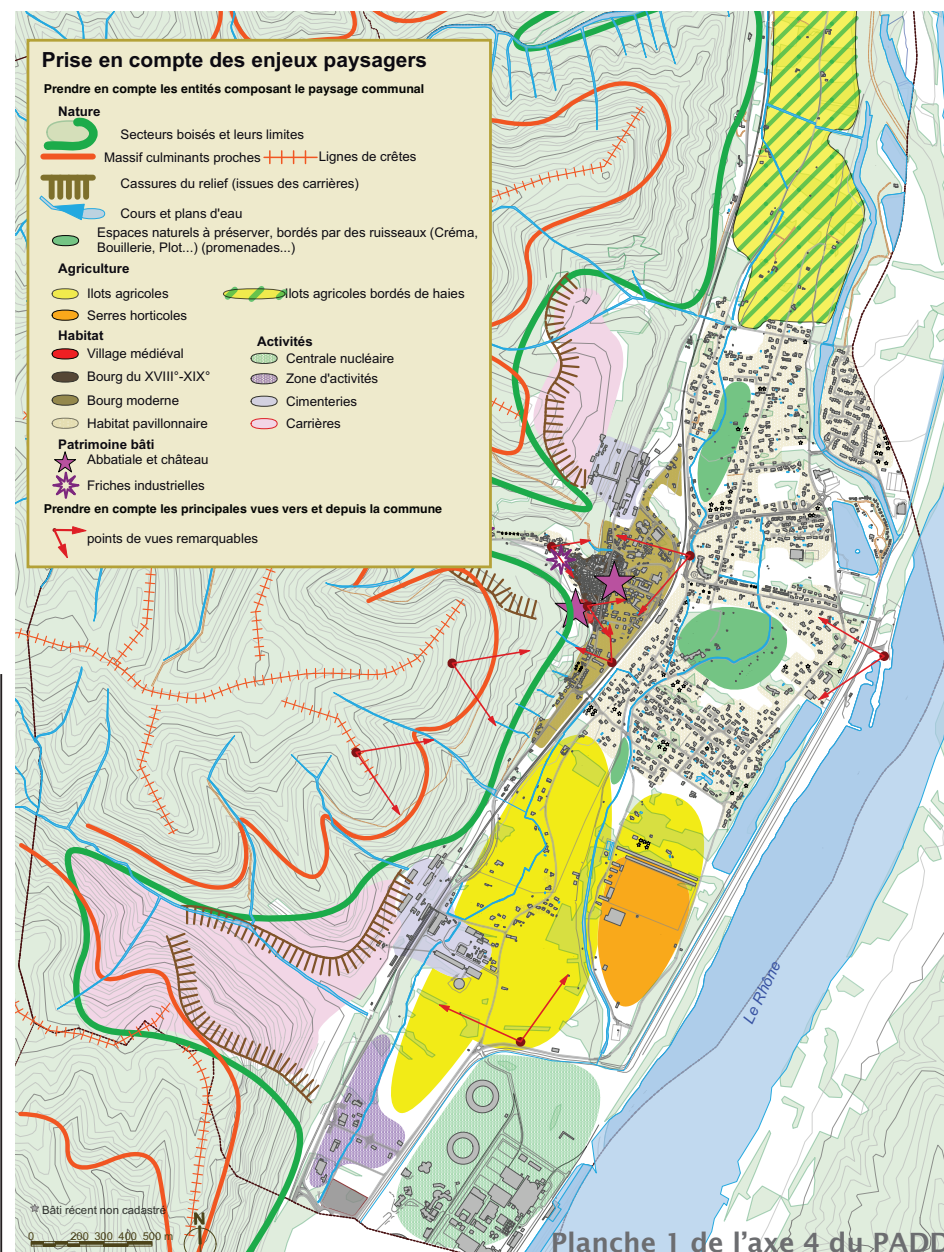 Prise en compte des enjeux paysagers
Prendre en compte les entités composant le paysage communal
Nature
Secteurs boisés et leurs limites
Massif culminants proches
Lignes de crêtes
Cassures du relief (issues des carrières)
Cours et plans d'eau
Espaces naturels à préserver, bordés par des ruisseaux (Créma,
Bouillerie, Plot...) (promenades...)
Agriculture
Ilots agricoles
Ilots agricoles bordés de haies
Serres horticoles
Habitat
Village médiéval
Bourg du XVIII°-XIX°
Bourg moderne
Habitat pavillonnaire
Activités
Centrale nucléaire
Zone d'activités
Cimenteries
Carrières
Patrimoine bâti
Abbatiale et château
Friches industrielles
Prendre en compte les principales vues vers et depuis la commune
points de vues remarquables
Le Rhône
Bâti récent non cadastré
N
0 200 300 400 500 m
Planche 1 de l'axe 4 du PADD